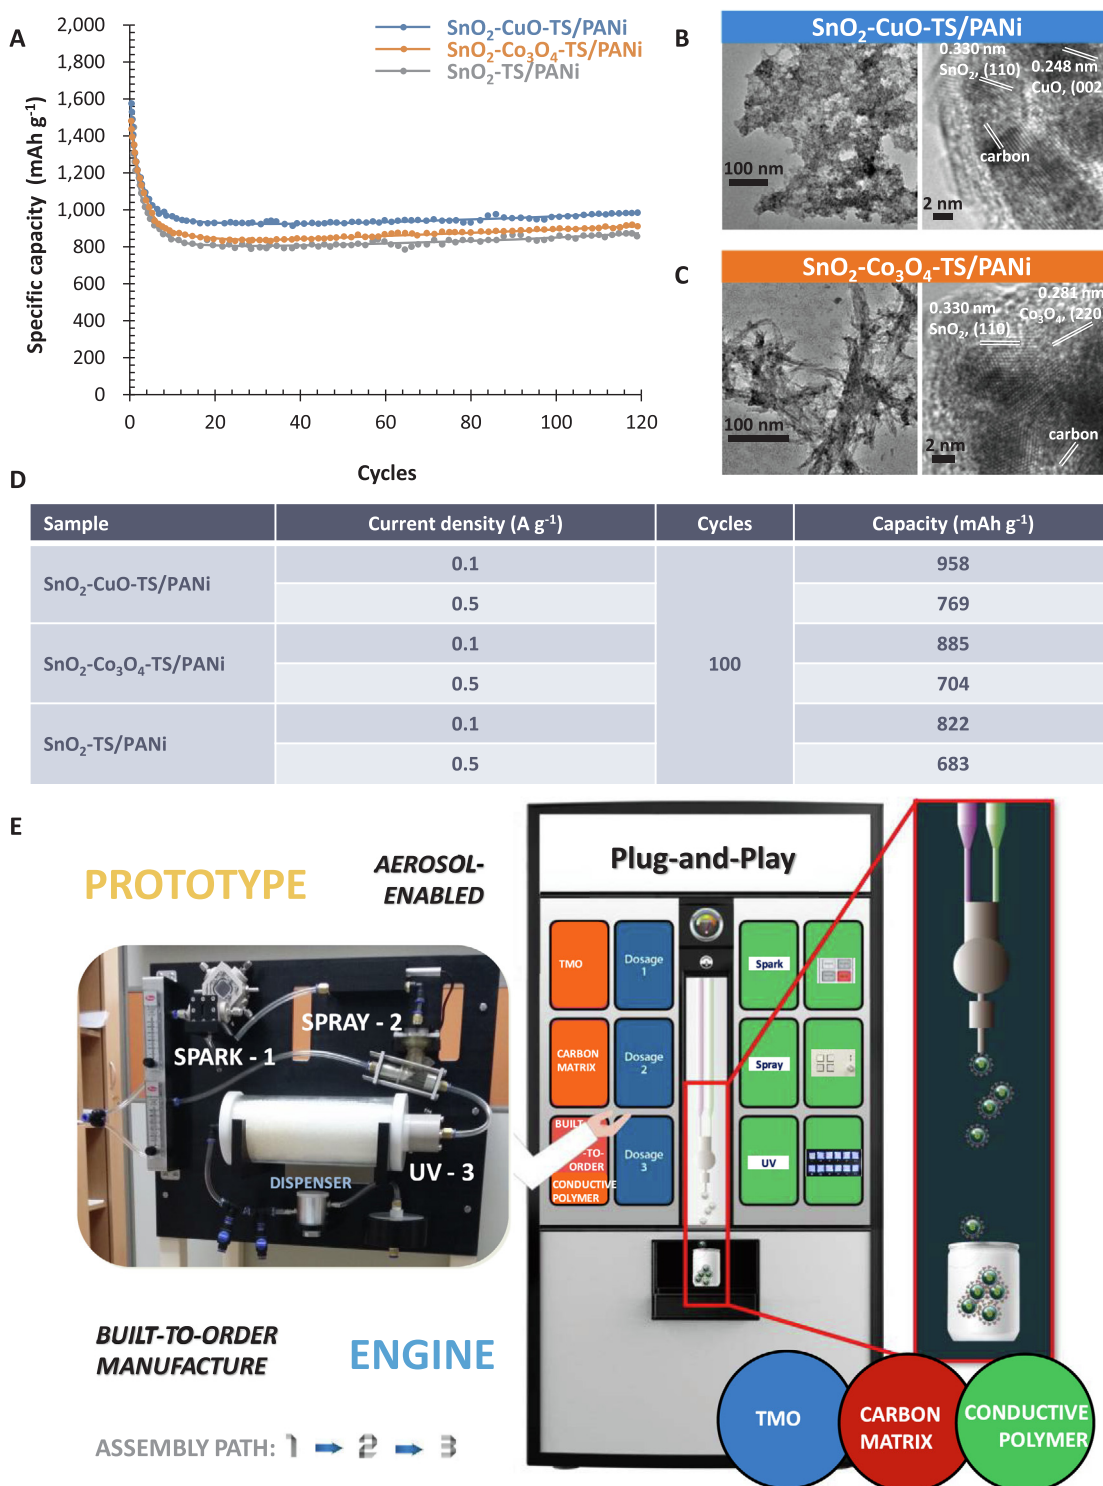 A
2,000
1,800
1,600
1,400
1,200
1,000
800
600
400
200
0
Specific capacity (mAh g⁻¹)
0 20 40 60 80 100 120
Cycles
SnO₂-CuO-TS/PANi
SnO₂-Co₃O₄-TS/PANi
SnO₂-TS/PANi
B
SnO₂-CuO-TS/PANi
100 nm
0.330 nm
SnO₂, (110)
0.248 nm
CuO, (002
carbon
2 nm
C
SnO₂-Co₃O₄-TS/PANi
100 nm
0.330 nm
SnO₂, (110)
0.281 nm
Co₃O₄, (220
carbon
2 nm
D
Sample Current density (A g⁻¹) Cycles Capacity (mAh g⁻¹)
SnO₂-CuO-TS/PANi
0.1 958
0.5 769
SnO₂-Co₃O₄-TS/PANi
0.1 885
0.5 704
100
SnO₂-TS/PANi
0.1 822
0.5 683
E
PROTOTYPE
AEROSOL-
ENABLED
SPARK - 1
SPRAY - 2
UV - 3
DISPENSER
BUILT-TO-ORDER
MANUFACTURE
ENGINE
ASSEMBLY PATH: 1 2 3
Plug-and-Play
TMO
Dosage
1
Spark
CARBON
MATRIX
Dosage
2
Spray
BUILT-
-TO-
ORDER
CONDUCTIVE
POLYMER
Dosage
3
UV
TMO
CARBON
MATRIX
CONDUCTIVE
POLYMER